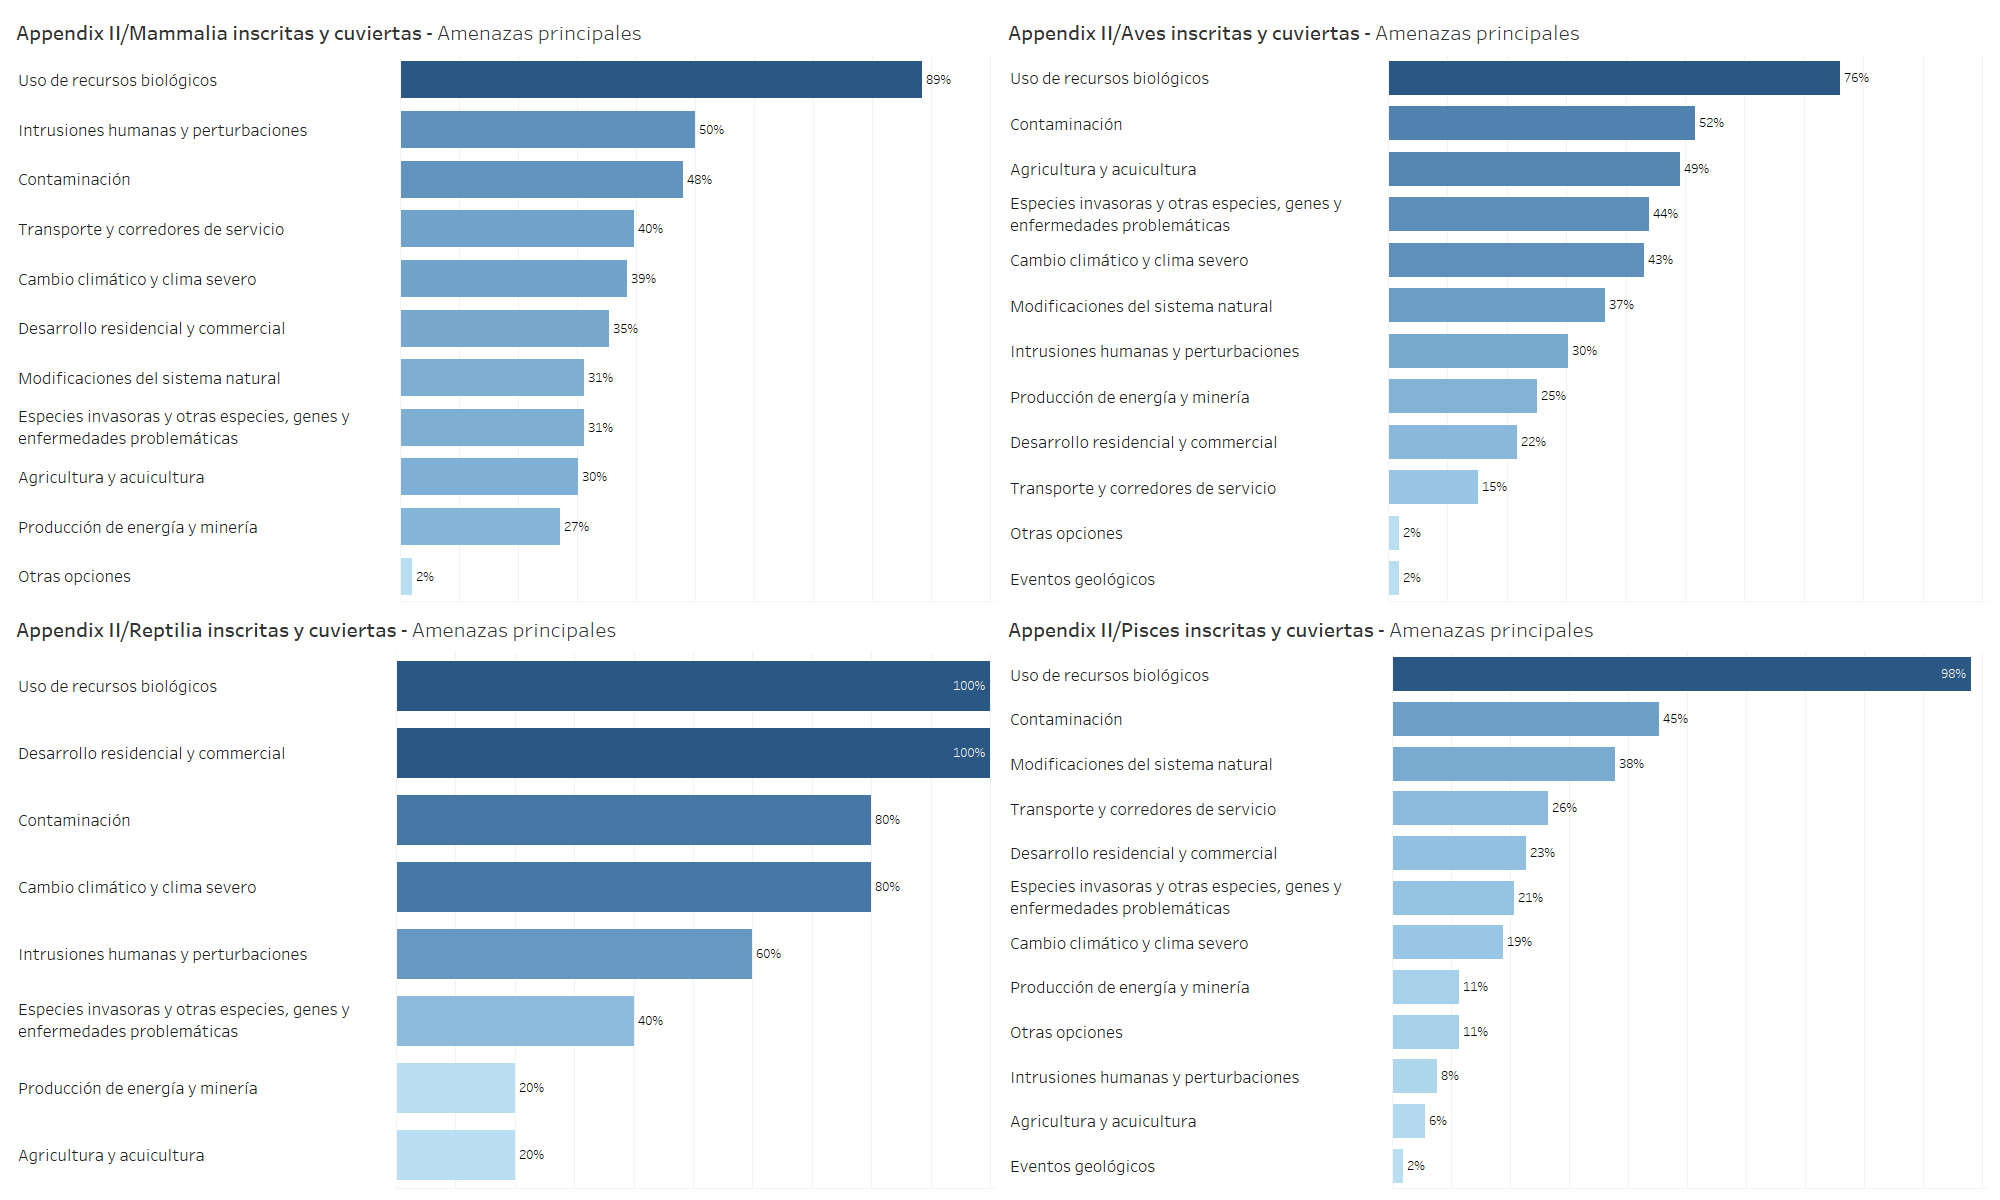 Appendix II/Mammalia inscritas y cuviertas - Amenazas principales
Uso de recursos biológicos 89%
Intrusiones humanas y perturbaciones 50%
Contaminación 48%
Transporte y corredores de servicio 40%
Cambio climático y clima severo 39%
Desarrollo residencial y commercial 35%
Modificaciones del sistema natural 31%
Especies invasoras y otras especies, genes y
enfermedades problemáticas 31%
Agricultura y acuicultura 30%
Producción de energía y minería 27%
Otras opciones 2%
Appendix II/Aves inscritas y cuviertas - Amenazas principales
Uso de recursos biológicos 76%
Contaminación 52%
Agricultura y acuicultura 49%
Especies invasoras y otras especies, genes y
enfermedades problemáticas 44%
Cambio climático y clima severo 43%
Modificaciones del sistema natural 37%
Intrusiones humanas y perturbaciones 30%
Producción de energía y minería 25%
Desarrollo residencial y commercial 22%
Transporte y corredores de servicio 15%
Otras opciones 2%
Eventos geológicos 2%
Appendix II/Reptilia inscritas y cuviertas - Amenazas principales
Uso de recursos biológicos 100%
Desarrollo residencial y commercial 100%
Contaminación 80%
Cambio climático y clima severo 80%
Intrusiones humanas y perturbaciones 60%
Especies invasoras y otras especies, genes y
enfermedades problemáticas 40%
Producción de energía y minería 20%
Agricultura y acuicultura 20%
Appendix II/Pisces inscritas y cuviertas - Amenazas principales
Uso de recursos biológicos 98%
Contaminación 45%
Modificaciones del sistema natural 38%
Transporte y corredores de servicio 26%
Desarrollo residencial y commercial 23%
Especies invasoras y otras especies, genes y
enfermedades problemáticas 21%
Cambio climático y clima severo 19%
Producción de energía y minería 11%
Otras opciones 11%
Intrusiones humanas y perturbaciones 8%
Agricultura y acuicultura 6%
Eventos geológicos 2%